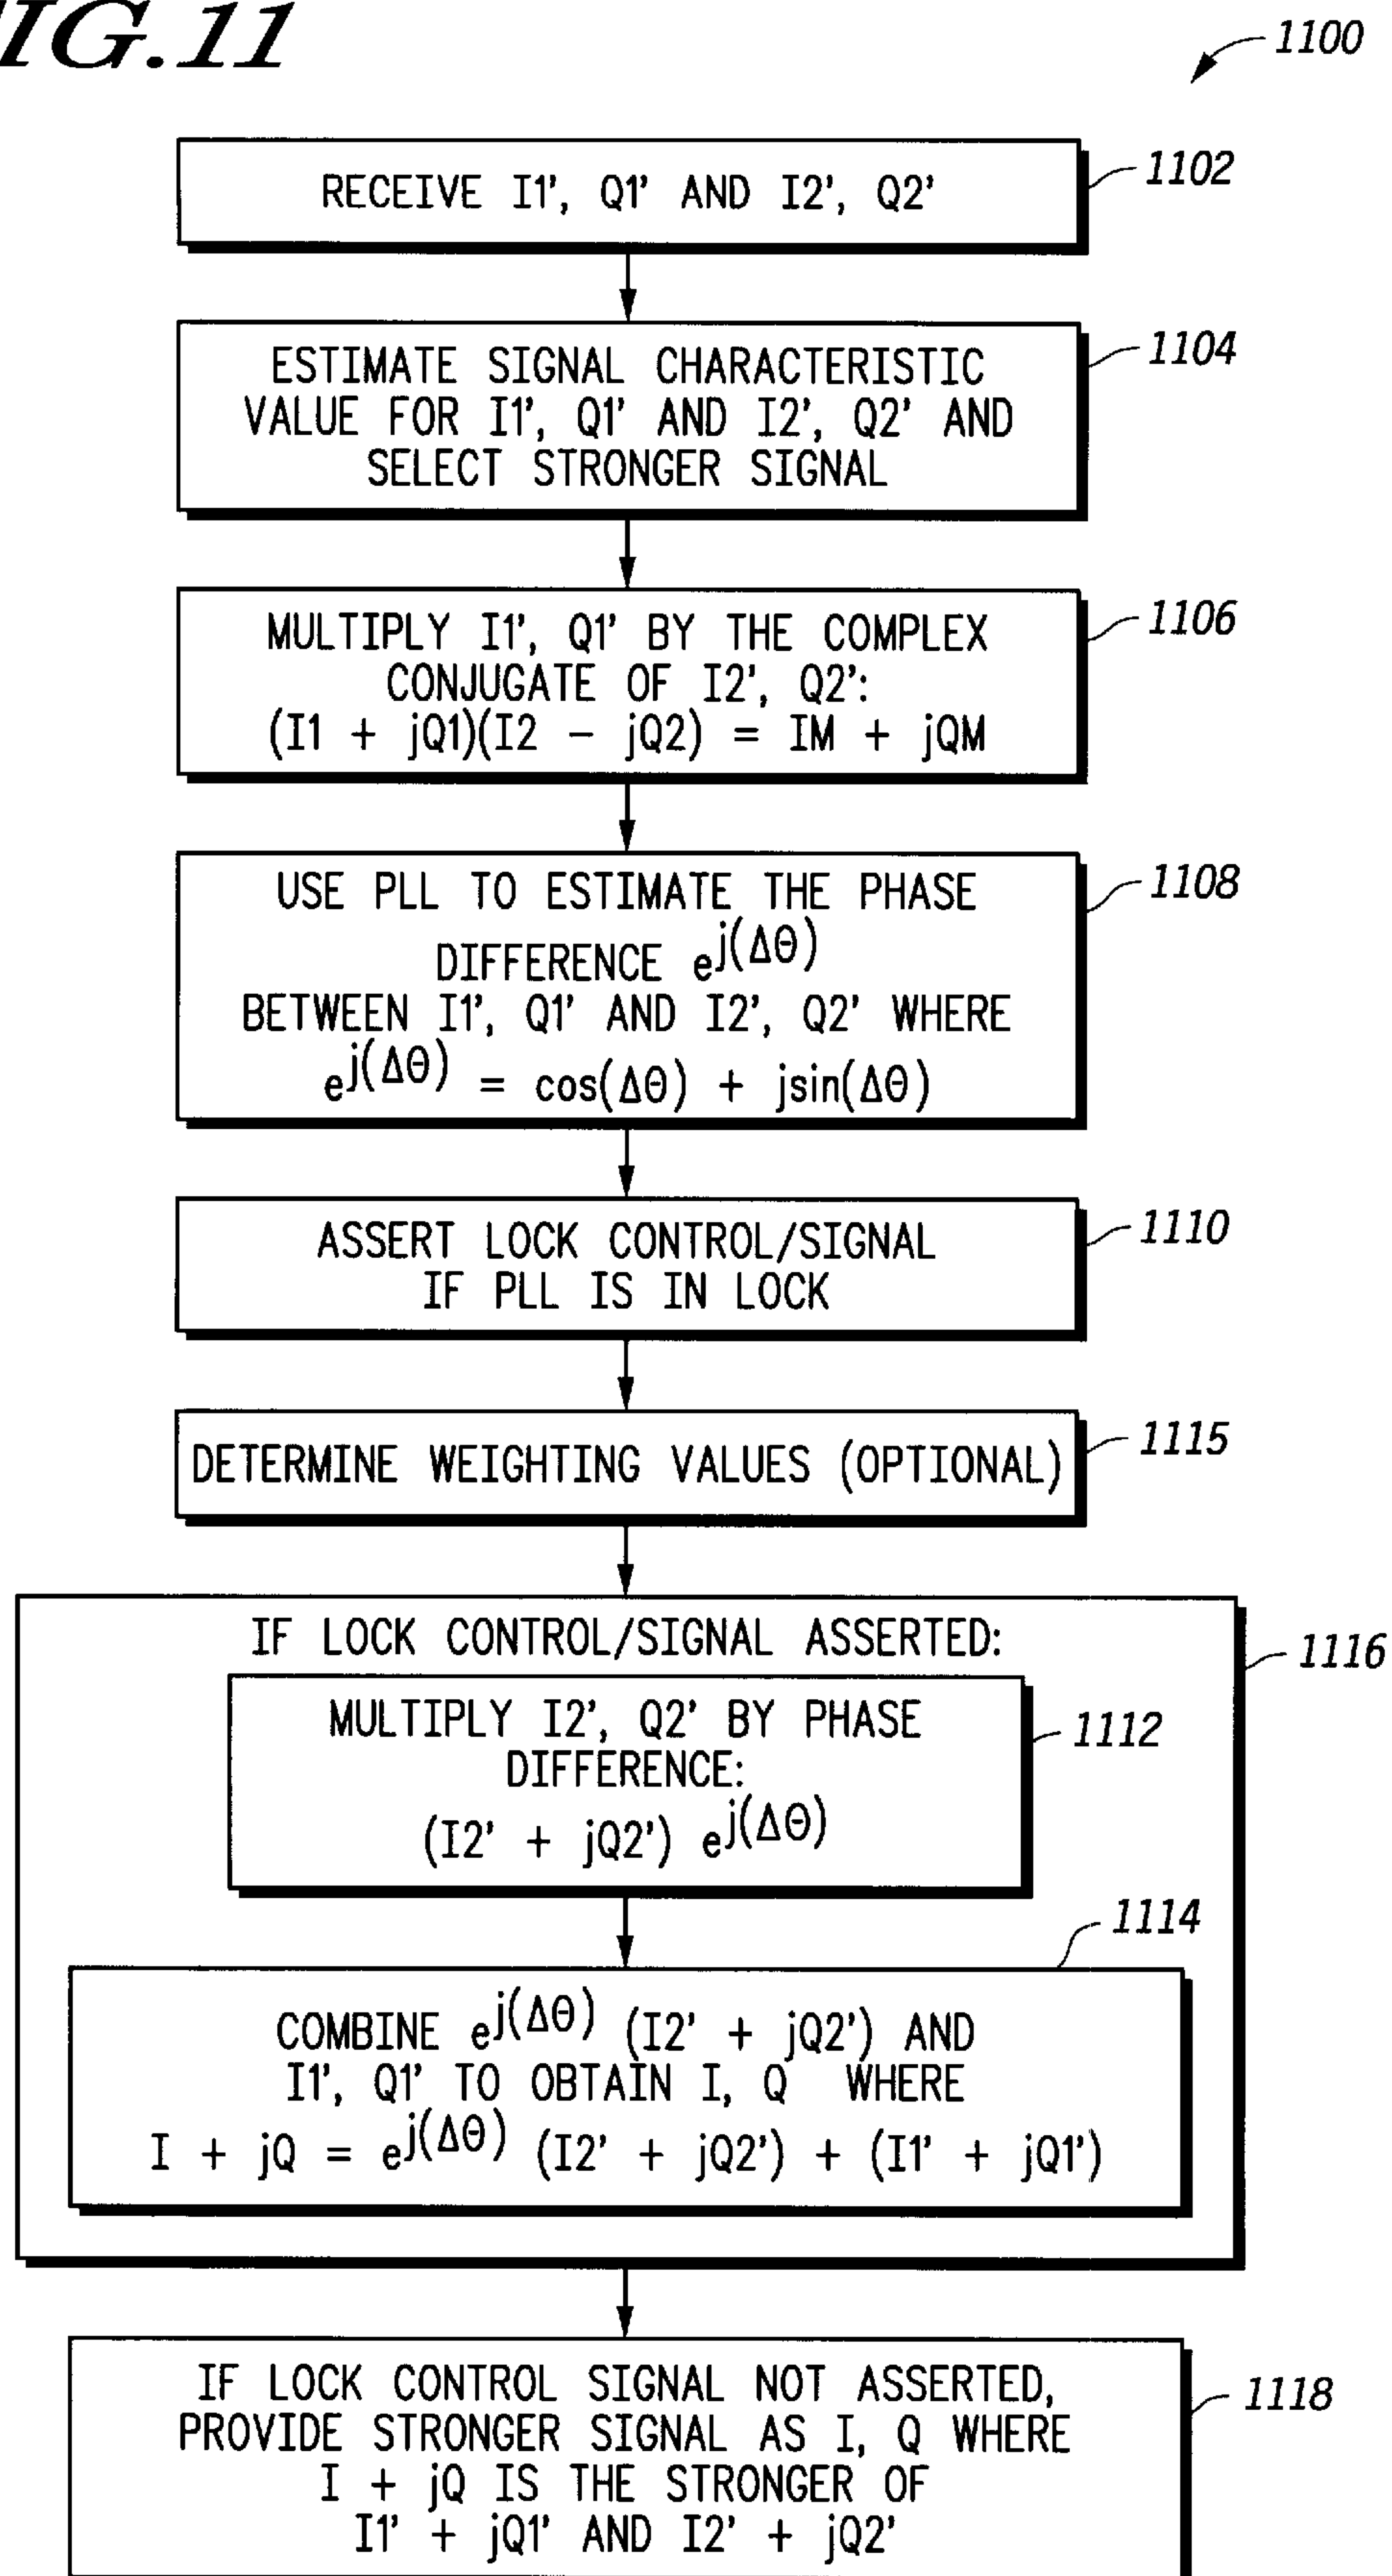 IG.11
1100
RECEIVE I1', Q1' AND I2', Q2'
1102
ESTIMATE SIGNAL CHARACTERISTIC
VALUE FOR I1', Q1' AND I2', Q2' AND
SELECT STRONGER SIGNAL
1104
MULTIPLY I1', Q1' BY THE COMPLEX
CONJUGATE OF I2', Q2':
(I1 + jQ1)(I2 - jQ2) = IM + jQM
1106
USE PLL TO ESTIMATE THE PHASE
DIFFERENCE e^j(ΔΘ)
BETWEEN I1', Q1' AND I2', Q2' WHERE
e^j(ΔΘ) = cos(ΔΘ) + jsin(ΔΘ)
1108
ASSERT LOCK CONTROL/SIGNAL
IF PLL IS IN LOCK
1110
DETERMINE WEIGHTING VALUES (OPTIONAL)
1115
IF LOCK CONTROL/SIGNAL ASSERTED:
1116
MULTIPLY I2', Q2' BY PHASE
DIFFERENCE:
(I2' + jQ2') e^j(ΔΘ)
1112
1114
COMBINE e^j(ΔΘ) (I2' + jQ2') AND
I1', Q1' TO OBTAIN I, Q WHERE
I + jQ = e^j(ΔΘ) (I2' + jQ2') + (I1' + jQ1')
IF LOCK CONTROL SIGNAL NOT ASSERTED,
PROVIDE STRONGER SIGNAL AS I, Q WHERE
I + jQ IS THE STRONGER OF
I1' + jQ1' AND I2' + jQ2'
1118